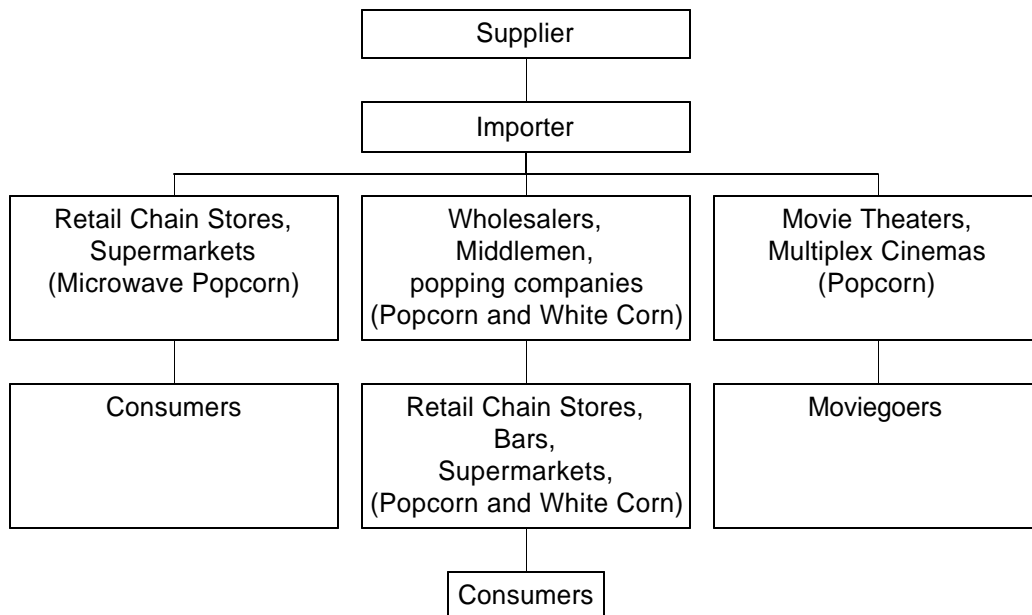 Supplier
Importer
Retail Chain Stores,
Supermarkets
(Microwave Popcorn)
Wholesalers,
Middlemen,
popping companies
(Popcorn and White Corn)
Movie Theaters,
Multiplex Cinemas
(Popcorn)
Consumers
Retail Chain Stores,
Bars,
Supermarkets,
(Popcorn and White Corn)
Moviegoers
Consumers